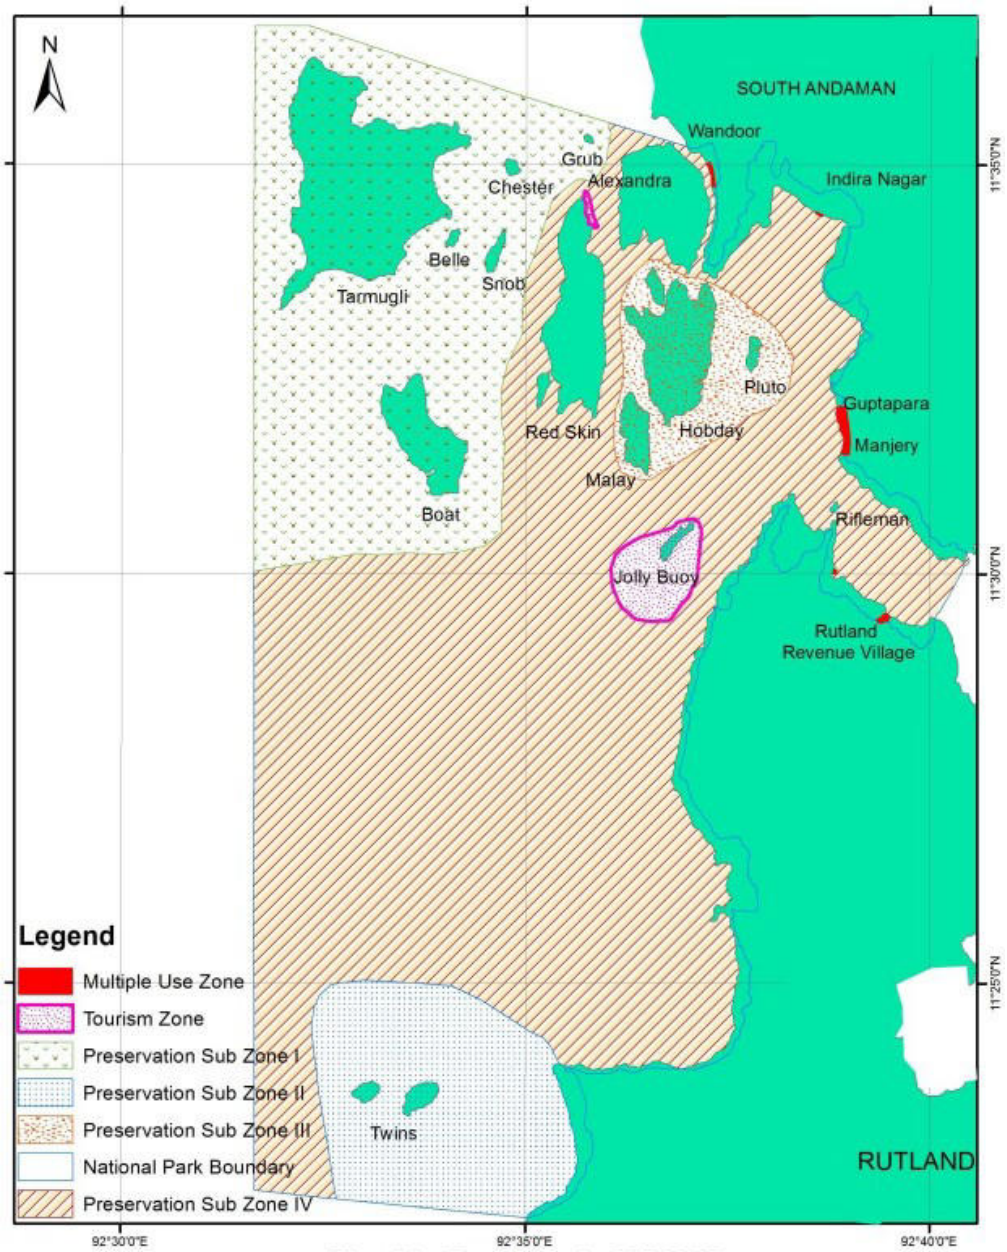 N
SOUTH ANDAMAN
Wandoor
Grub
Chester
Alexandra
Indira Nagar
11°35'0"N
Belle
Snob
Tarmugli
Pluto
Guptapara
Red Skin
Hobday
Manjery
Malay
Boat
Rifleman
Jolly Buoy
11°30'0"N
Rutland
Revenue Village
Legend
Multiple Use Zone
Tourism Zone
Preservation Sub Zone I
Preservation Sub Zone II
Preservation Sub Zone III
National Park Boundary
Preservation Sub Zone IV
11°25'0"N
Twins
RUTLAND
92°30'0"E
92°35'0"E
92°40'0"E